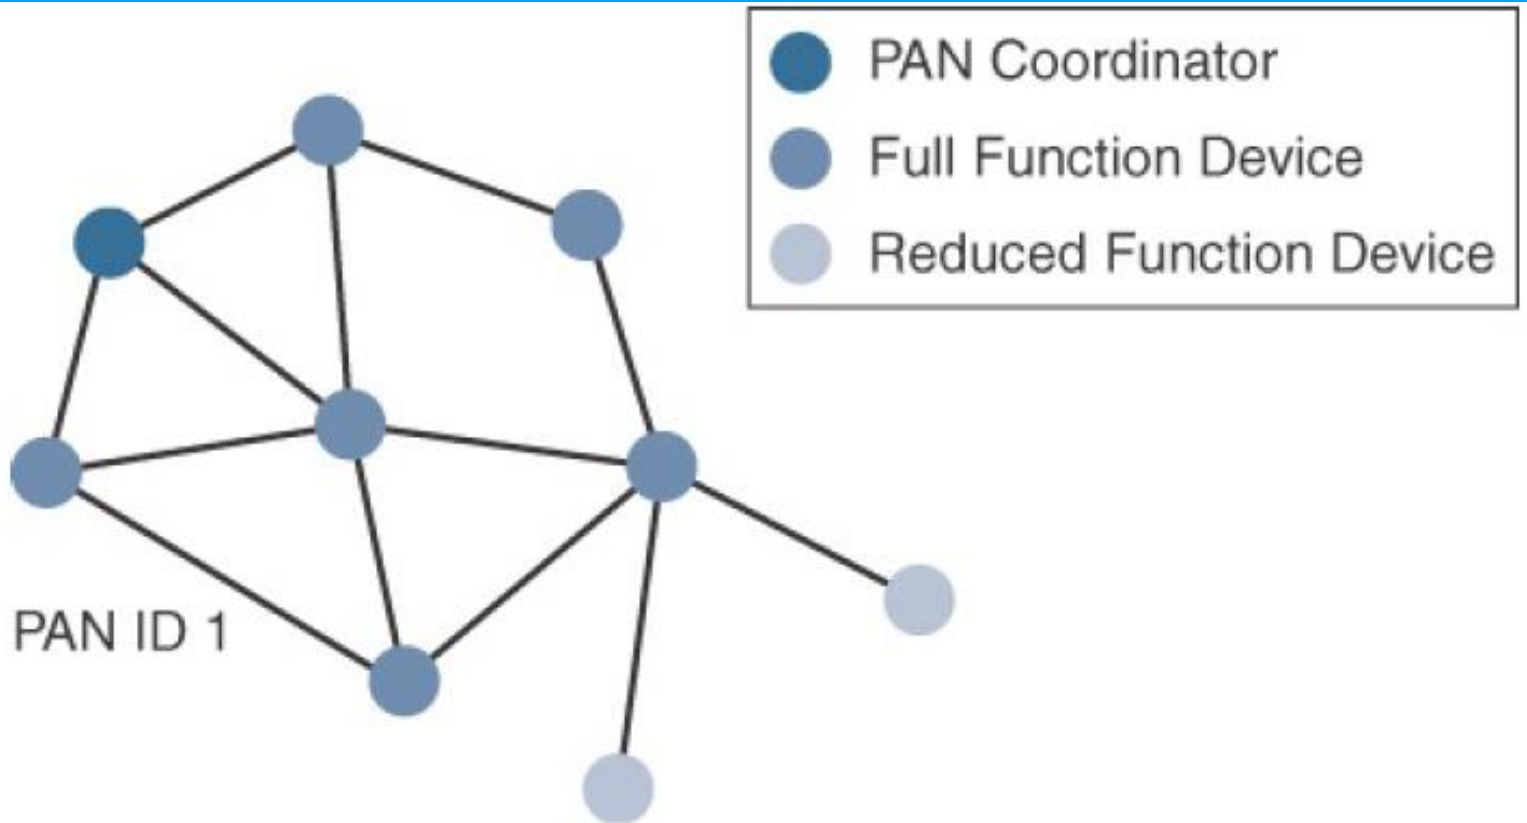 PAN Coordinator
Full Function Device
Reduced Function Device
PAN ID 1